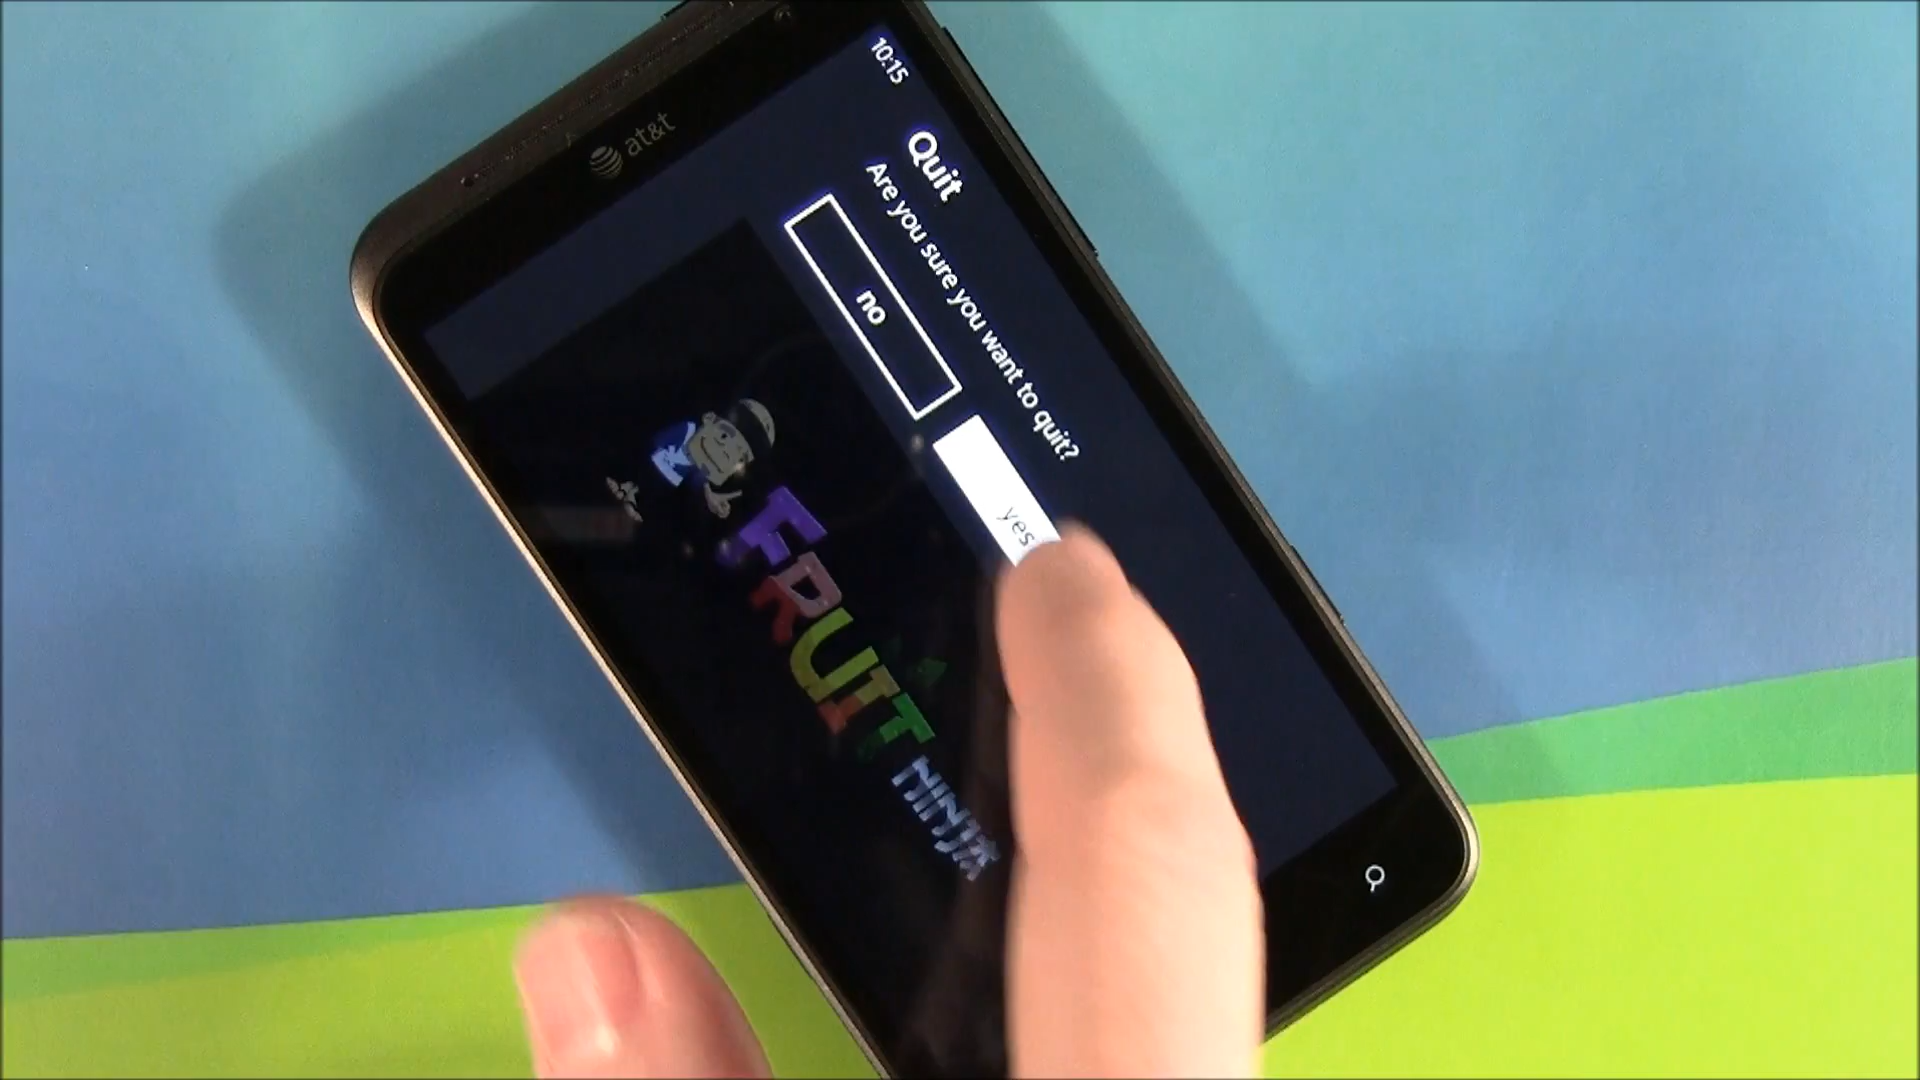 at&t
10:15
Quit
Are you sure you want to quit?
no
yes
FRUIT
NINJA